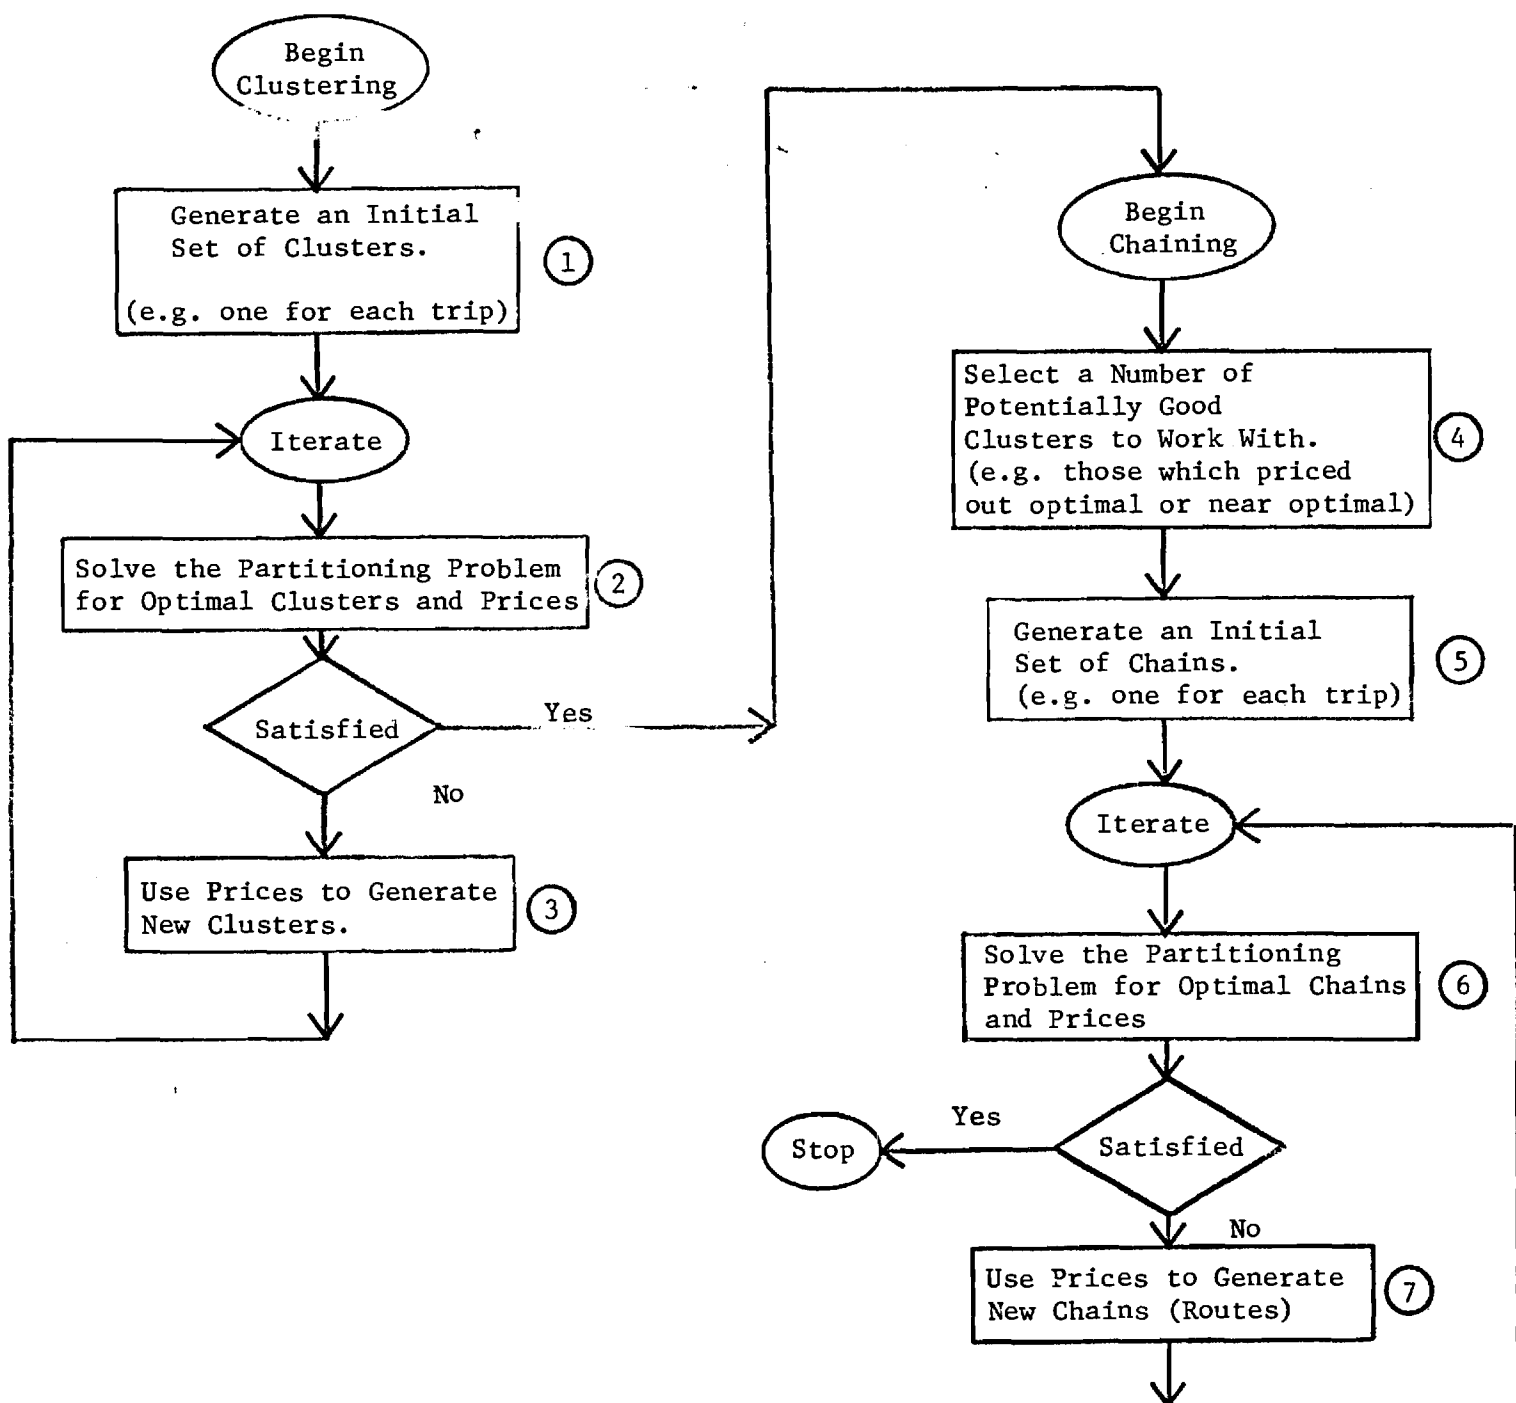 Begin
Clustering
Generate an Initial
Set of Clusters.
(e.g. one for each trip)
1
Iterate
Solve the Partitioning Problem
for Optimal Clusters and Prices
2
Satisfied
Yes
No
Use Prices to Generate
New Clusters.
3
Begin
Chaining
Select a Number of
Potentially Good
Clusters to Work With.
(e.g. those which priced
out optimal or near optimal)
4
Generate an Initial
Set of Chains.
(e.g. one for each trip)
5
Iterate
Solve the Partitioning
Problem for Optimal Chains
and Prices
6
Satisfied
Yes
Stop
No
Use Prices to Generate
New Chains (Routes)
7